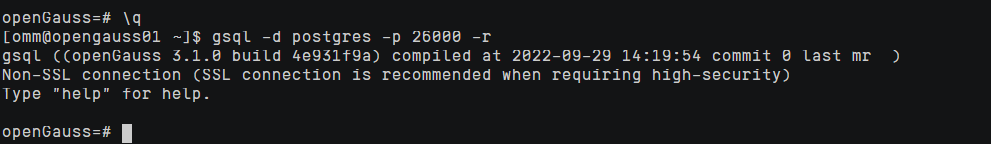 openGauss=# \q
[omm@opengauss01 ~]$ gsql -d postgres -p 26000 -r
gsql ((openGauss 3.1.0 build 4e931f9a) compiled at 2022-09-29 14:19:54 commit 0 last mr  )
Non-SSL connection (SSL connection is recommended when requiring high-security)
Type "help" for help.
openGauss=#